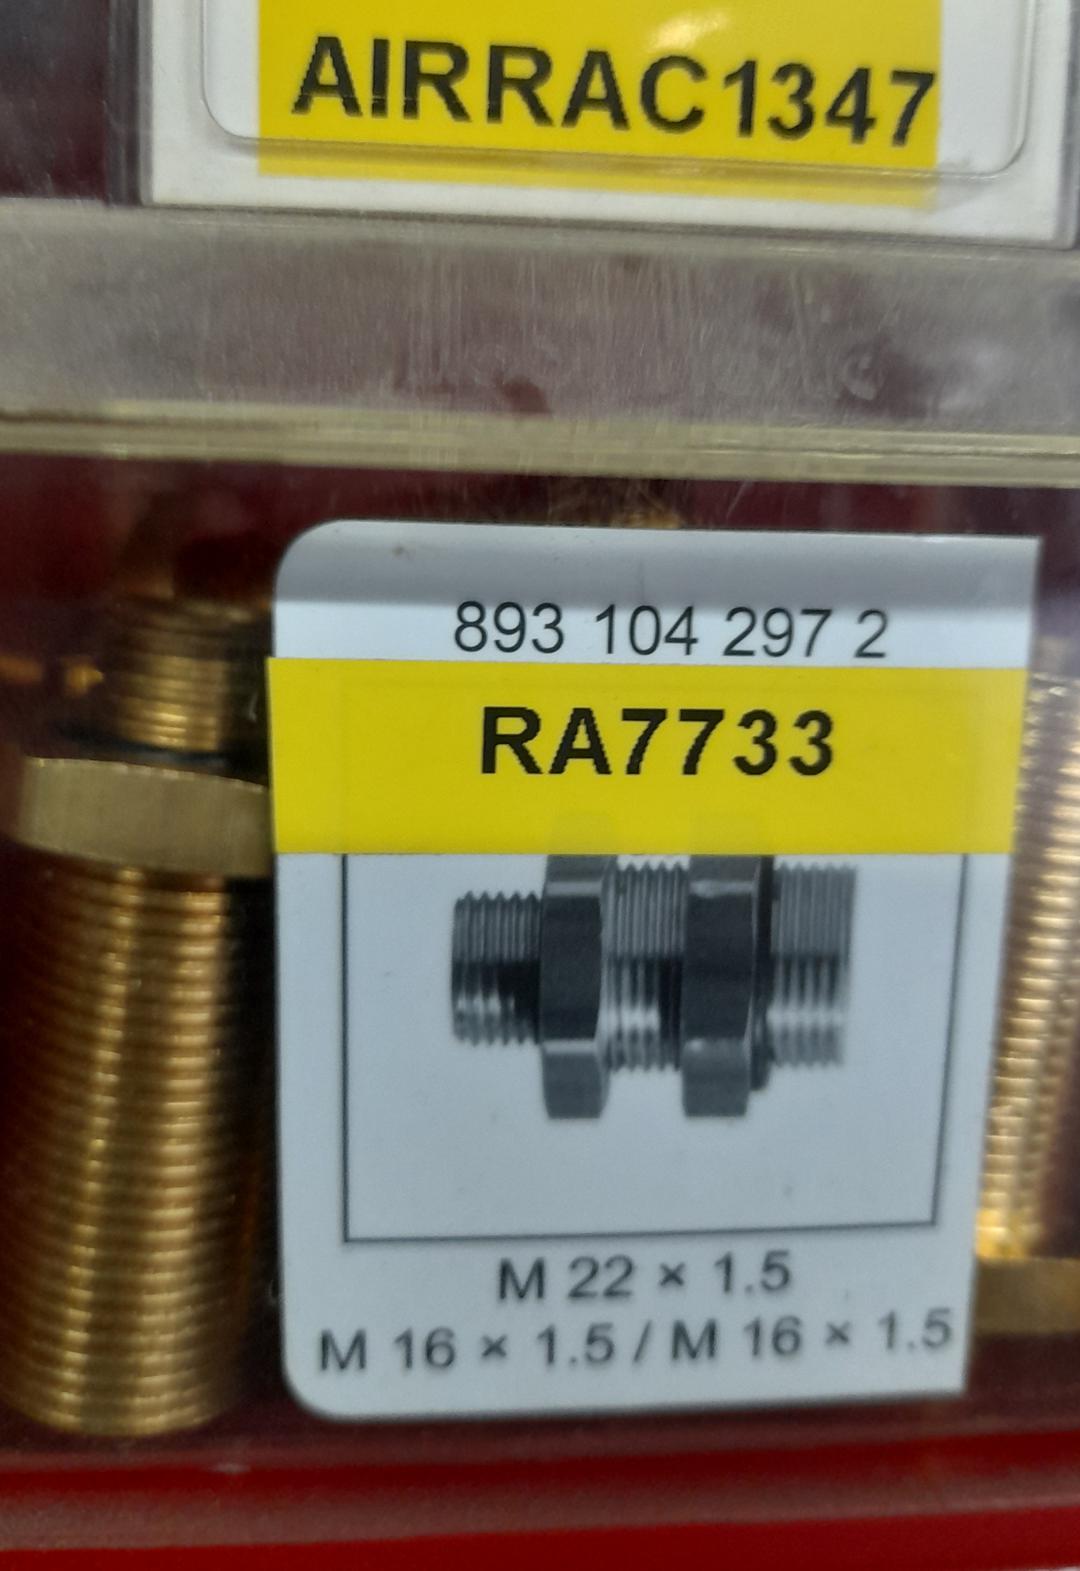 AIRRAC1347
893 104 297 2
RA7733
M 22 × 1.5
M 16 × 1.5 / M 16 × 1.5